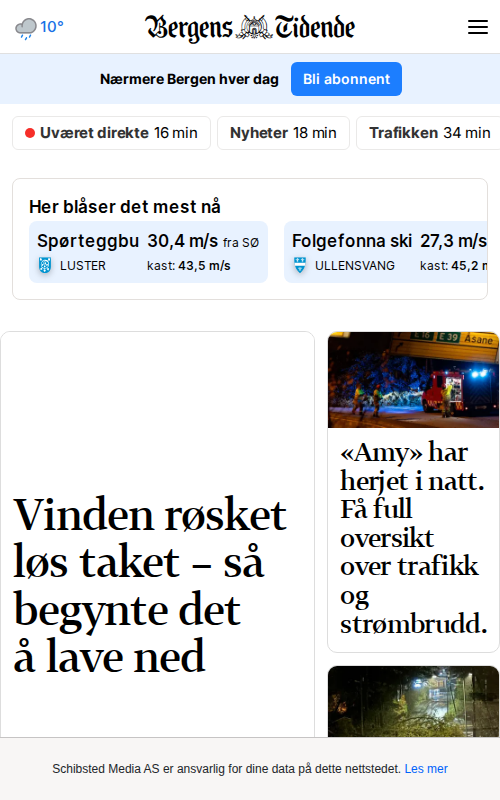 10°
Bergens Tidende
Nærmere Bergen hver dag
Bli abonnent
Uværet direkte 16 min
Nyheter 18 min
Trafikken 34 min
Her blåser det mest nå
Spørteggbu 30,4 m/s fra SØ
LUSTER kast: 43,5 m/s
Folgefonna ski 27,3 m/s
ULLENSVANG kast: 45,2 m
E 16 E 39 Åsane
Vinden røsket
løs taket – så
begynte det
å lave ned
«Amy» har
herjet i natt.
Få full
oversikt
over trafikk
og
strømbrudd.
Schibsted Media AS er ansvarlig for dine data på dette nettstedet. Les mer